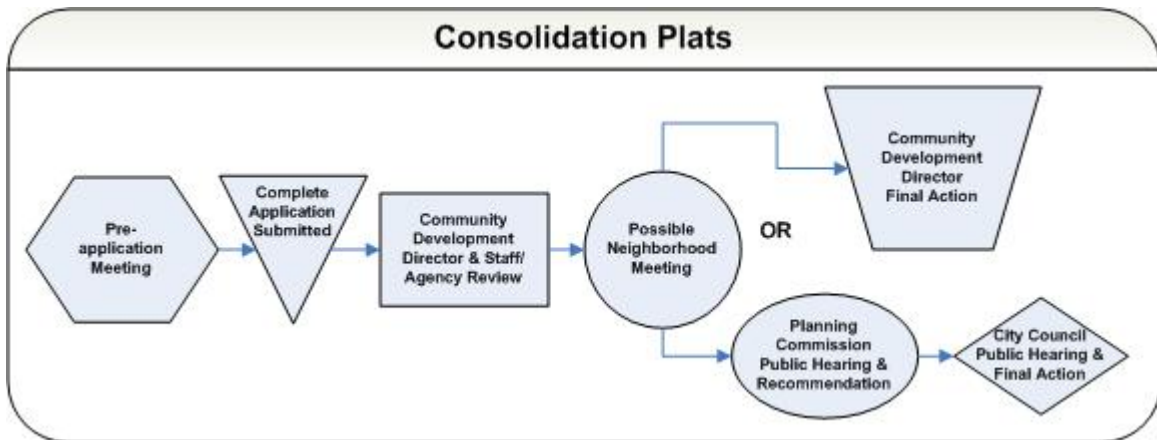 Consolidation Plats
Pre-
application
Meeting
Complete
Application
Submitted
Community
Development
Director & Staff/
Agency Review
Possible
Neighborhood
Meeting
OR
Community
Development
Director
Final Action
Planning
Commission
Public Hearing &
Recommendation
City Council
Public Hearing &
Final Action